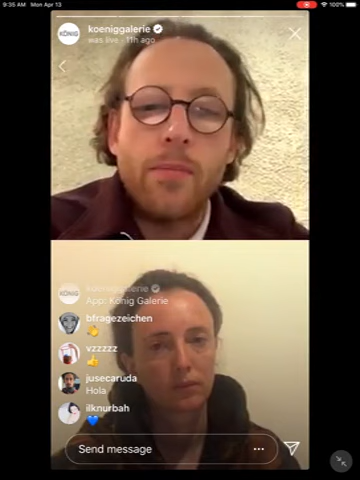 9:35 AM Mon Apr 13
100%
KÖNIG
koeniggalerie
was live · 11h ago
KÖNIG
koeniggalerie
App: König Galerie
bfragezeichen
vzzzzz
jusecaruda
Hola
ilknurbah
Send message